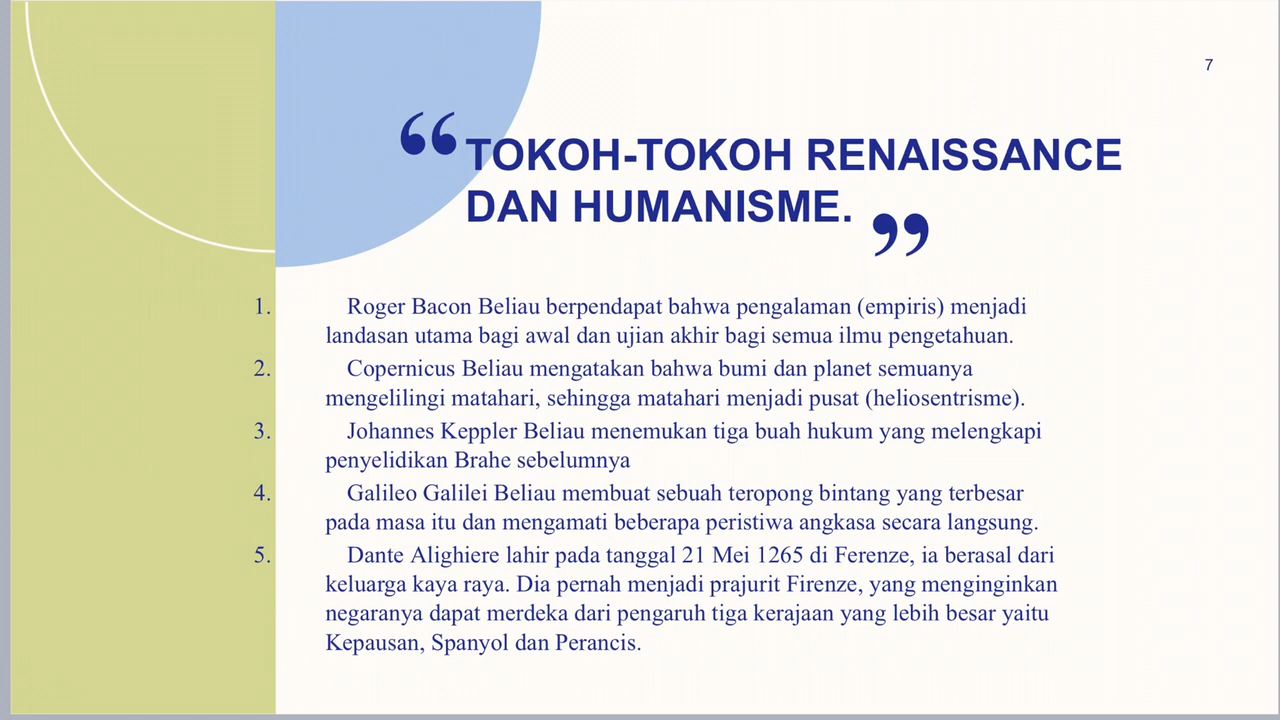 7
“TOKOH-TOKOH RENAISSANCE
DAN HUMANISME.”
1. Roger Bacon Beliau berpendapat bahwa pengalaman (empiris) menjadi
landasan utama bagi awal dan ujian akhir bagi semua ilmu pengetahuan.
2. Copernicus Beliau mengatakan bahwa bumi dan planet semuanya
mengelilingi matahari, sehingga matahari menjadi pusat (heliosentrisme).
3. Johannes Keppler Beliau menemukan tiga buah hukum yang melengkapi
penyelidikan Brahe sebelumnya
4. Galileo Galilei Beliau membuat sebuah teropong bintang yang terbesar
pada masa itu dan mengamati beberapa peristiwa angkasa secara langsung.
5. Dante Alighiere lahir pada tanggal 21 Mei 1265 di Ferenze, ia berasal dari
keluarga kaya raya. Dia pernah menjadi prajurit Firenze, yang menginginkan
negaranya dapat merdeka dari pengaruh tiga kerajaan yang lebih besar yaitu
Kepausan, Spanyol dan Perancis.